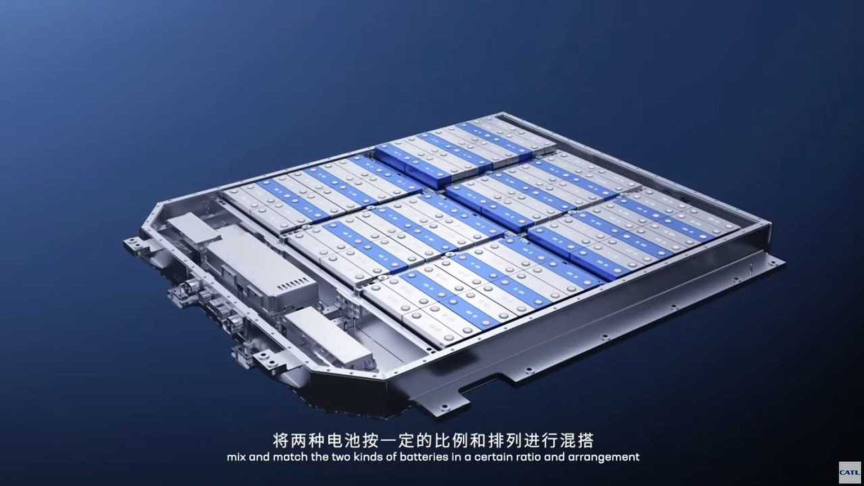 将两种电池按一定的比例和排列进行混搭
mix and match the two kinds of batteries in a certain ratio and arrangement
CATL